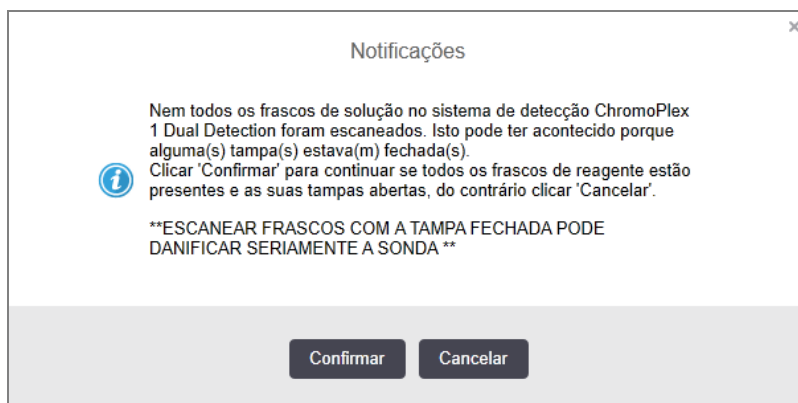 Notificações
Nem todos os frascos de solução no sistema de detecção ChromoPlex
1 Dual Detection foram escaneados. Isto pode ter acontecido porque
alguma(s) tampa(s) estava(m) fechada(s).
Clicar 'Confirmar' para continuar se todos os frascos de reagente estão
presentes e as suas tampas abertas, do contrário clicar 'Cancelar'.
**ESCANEAR FRASCOS COM A TAMPA FECHADA PODE
DANIFICAR SERIAMENTE A SONDA **
Confirmar
Cancelar